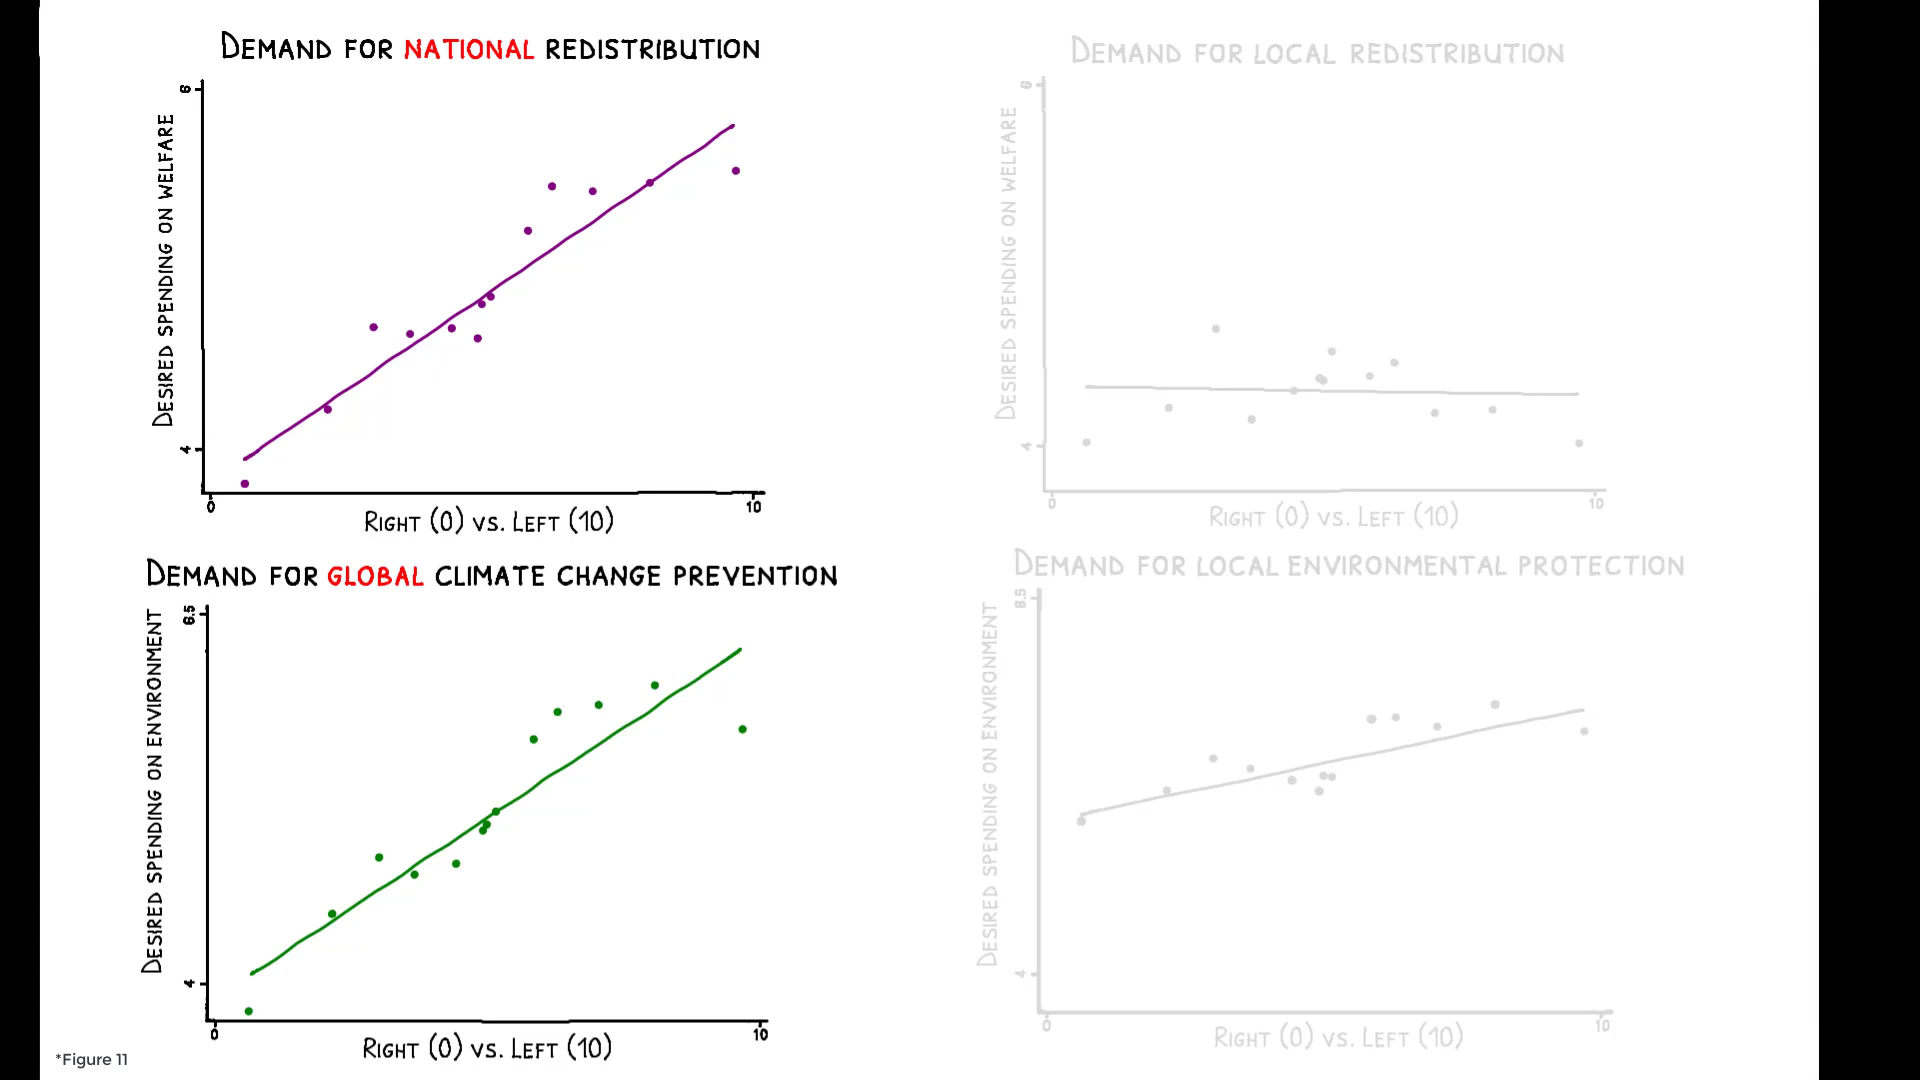 DEMAND FOR NATIONAL REDISTRIBUTION
6
DESIRED SPENDING ON WELFARE
4
0
10
RIGHT (0) VS. LEFT (10)
DEMAND FOR LOCAL REDISTRIBUTION
6
DESIRED SPENDING ON WELFARE
4
0
10
RIGHT (0) VS. LEFT (10)
DEMAND FOR GLOBAL CLIMATE CHANGE PREVENTION
6.5
DESIRED SPENDING ON ENVIRONMENT
4
0
10
RIGHT (0) VS. LEFT (10)
DEMAND FOR LOCAL ENVIRONMENTAL PROTECTION
6.5
DESIRED SPENDING ON ENVIRONMENT
4
0
10
RIGHT (0) VS. LEFT (10)
*Figure 11